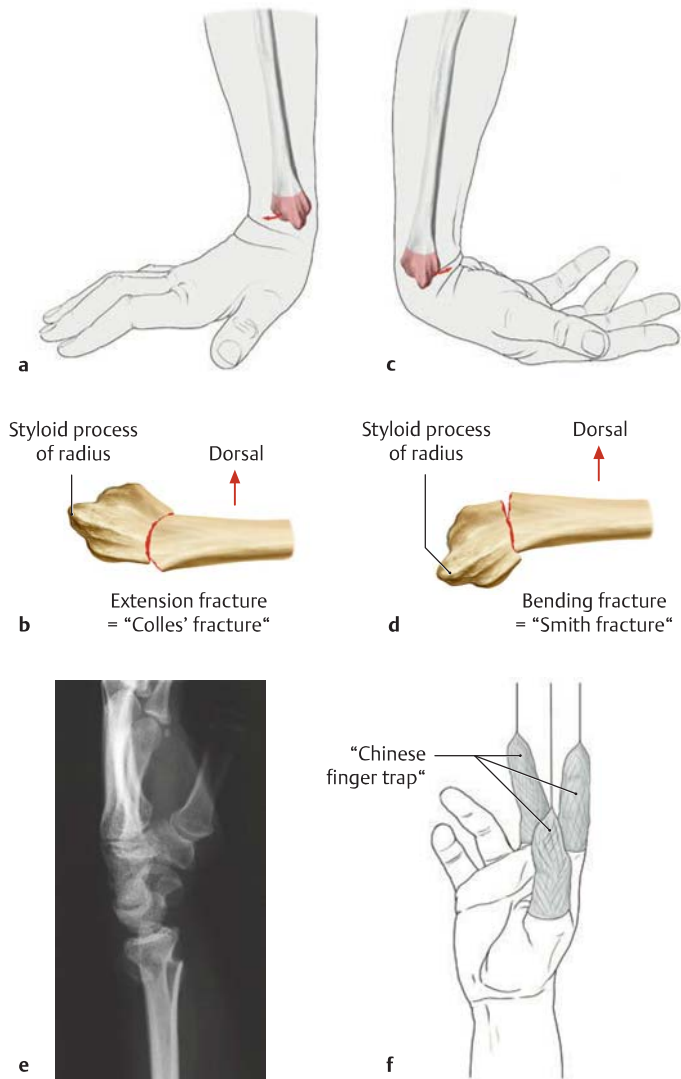 a
c
Styloid process
of radius
Dorsal
Styloid process
of radius
Dorsal
b
Extension fracture
= “Colles’ fracture“
d
Bending fracture
= “Smith fracture“
“Chinese
finger trap“
e
f